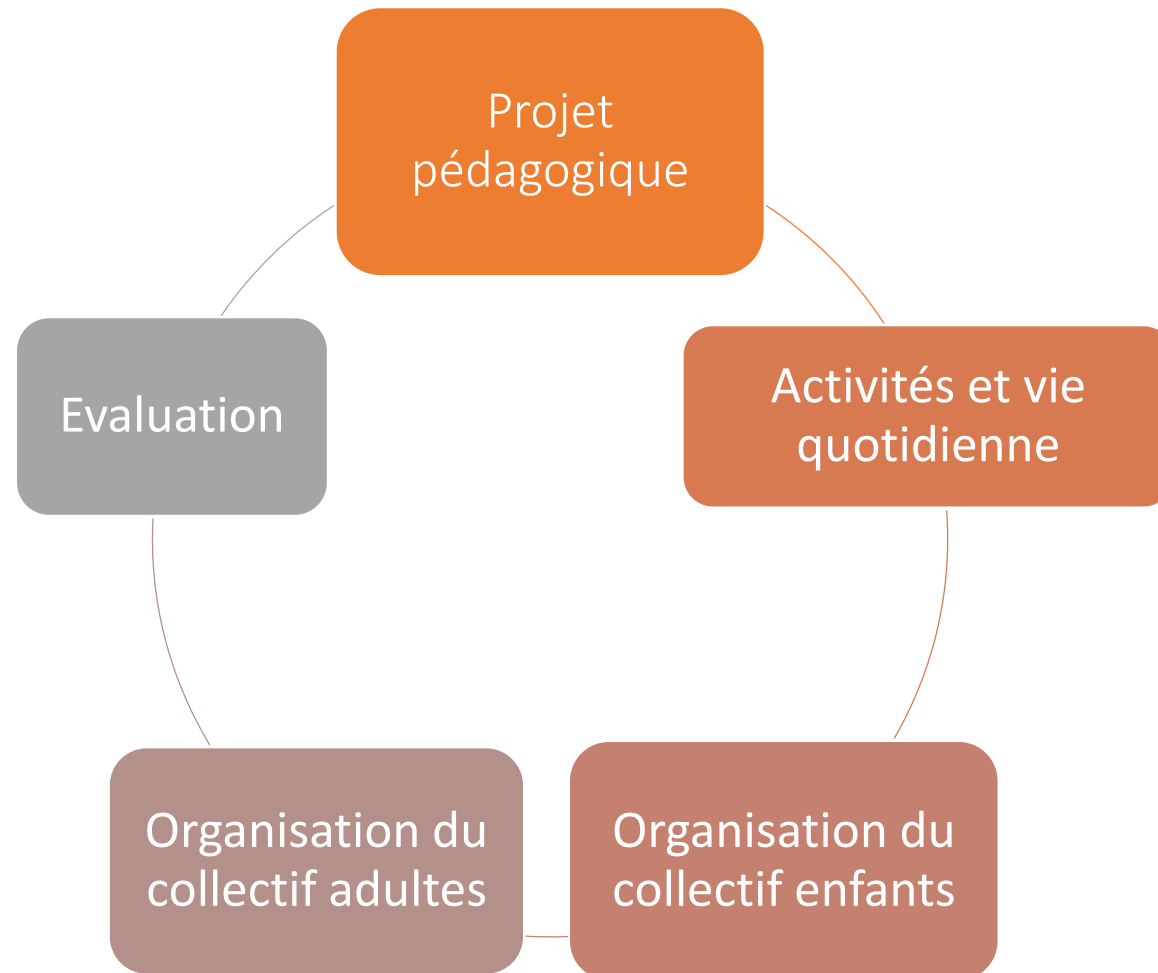 Projet
pédagogique
Activités et vie
quotidienne
Organisation du
collectif enfants
Organisation du
collectif adultes
Evaluation